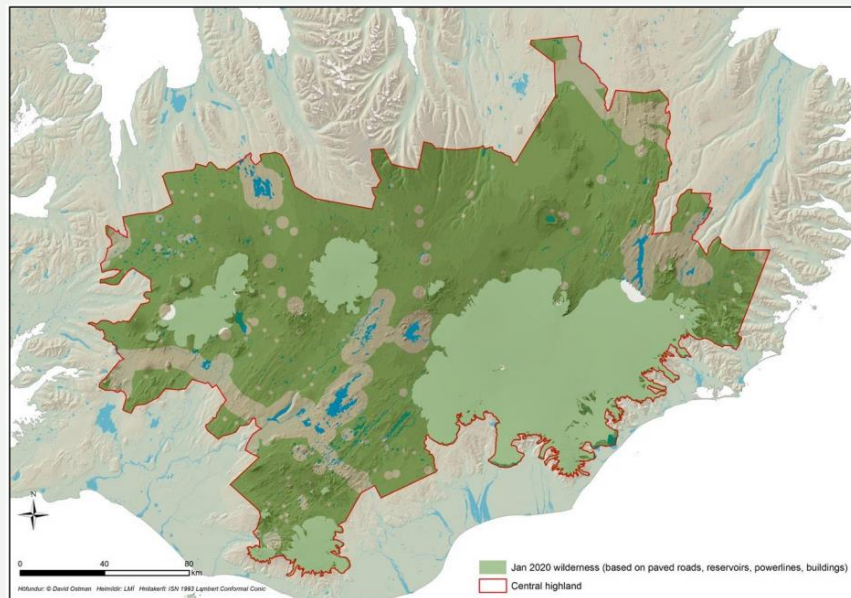 N
0 40 80
km
Höfundur: © David Ostman Heimildir: LMÍ Hnitakerfi: ISN 1993 Lambert Conformal Conic
Jan 2020 wilderness (based on paved roads, reservoirs, powerlines, buildings)
Central highland